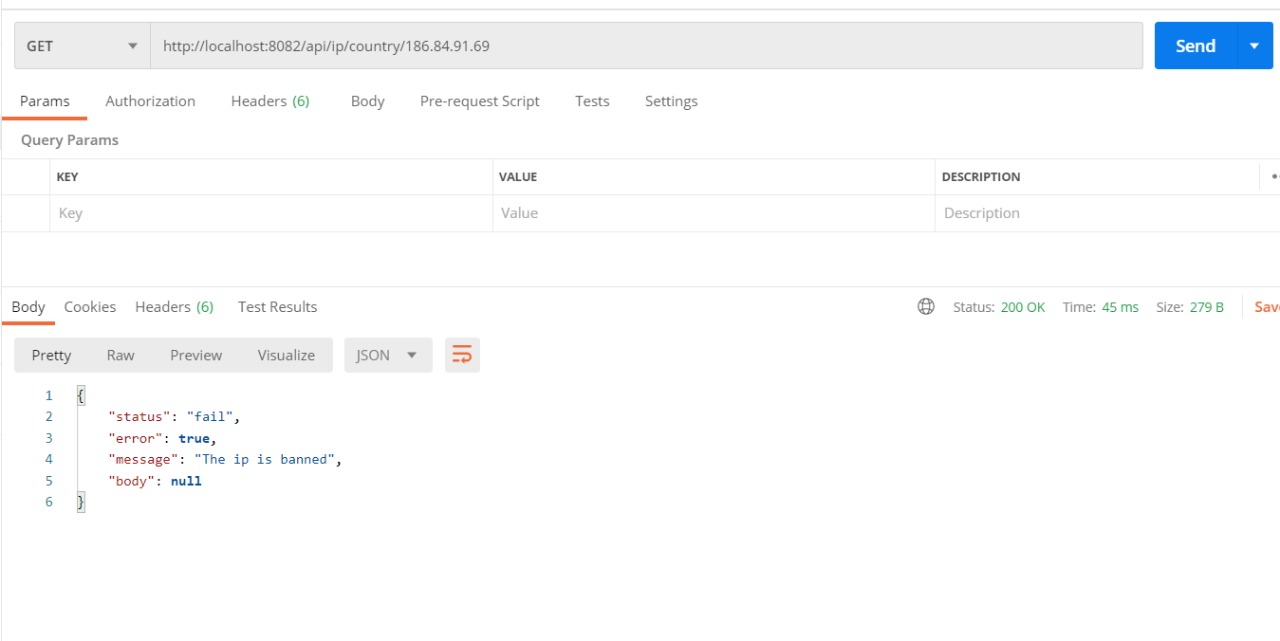 GET http://localhost:8082/api/ip/country/186.84.91.69 Send
Params Authorization Headers (6) Body Pre-request Script Tests Settings
Query Params
KEY VALUE DESCRIPTION
Key Value Description
Body Cookies Headers (6) Test Results Status: 200 OK Time: 45 ms Size: 279 B
Pretty Raw Preview Visualize JSON
1 {
2 "status": "fail",
3 "error": true,
4 "message": "The ip is banned",
5 "body": null
6 }